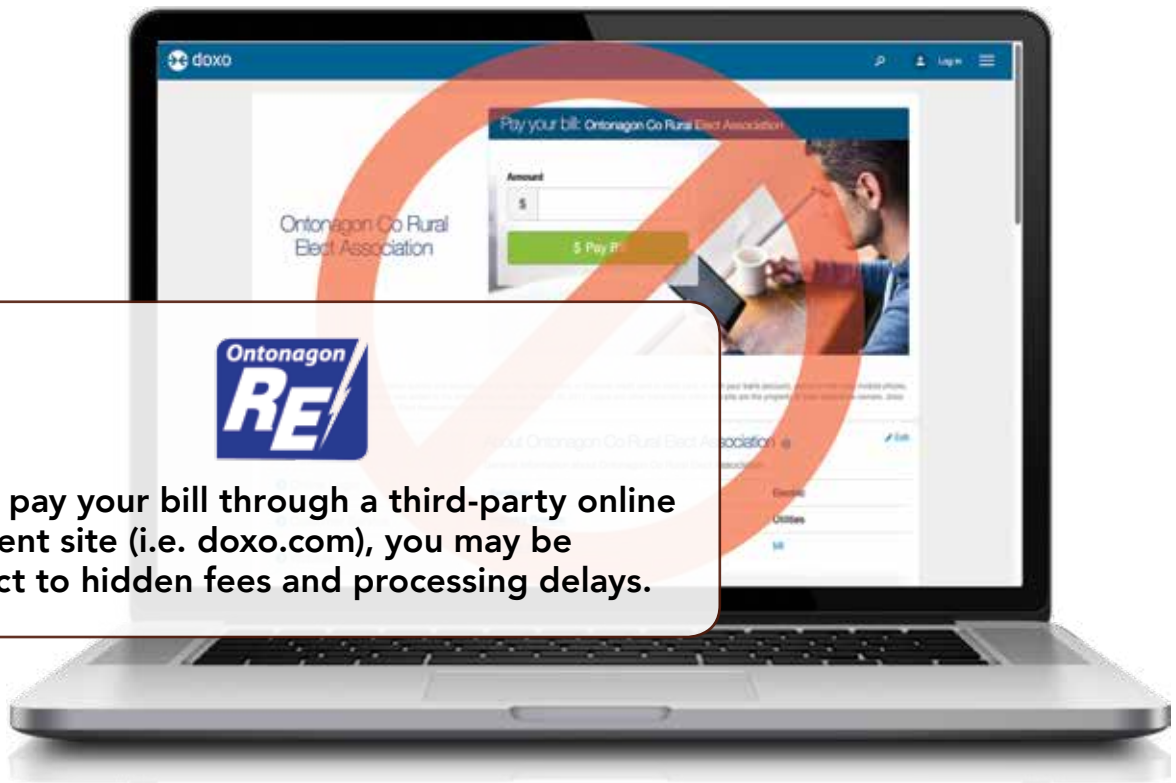 doxo
Log in
Pay your bill: Ontonagon Co Rural Elect Association
Amount
$
$ Pay
Ontonagon Co Rural
Elect Association
Ontonagon
RE
pay your bill through a third-party online
ent site (i.e. doxo.com), you may be
ct to hidden fees and processing delays.
About Ontonagon Co Rural Elect Association
Edit
Electric
Utilities